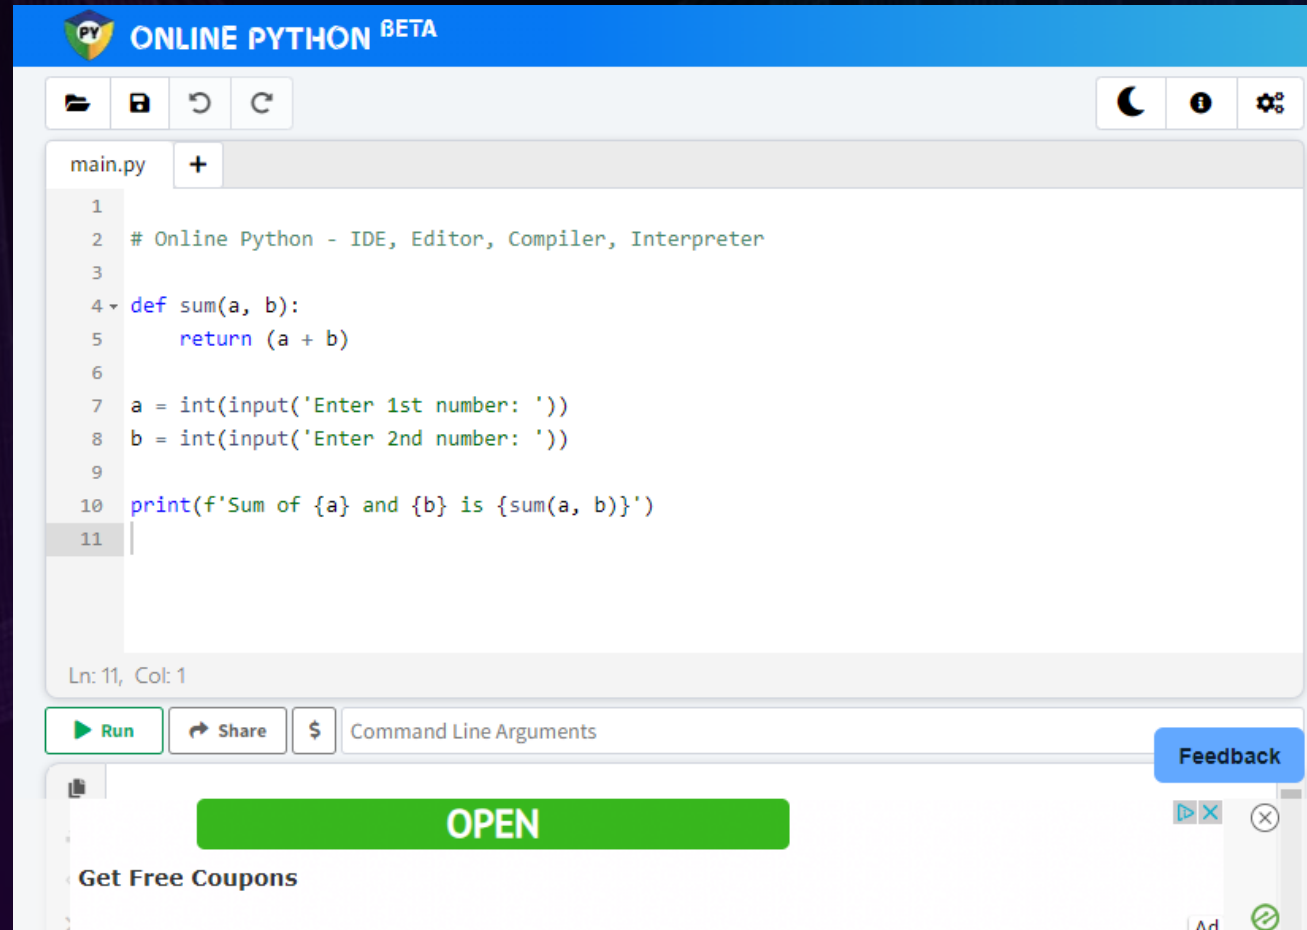 PY ONLINE PYTHON BETA
main.py +
1
2 # Online Python - IDE, Editor, Compiler, Interpreter
3
4 def sum(a, b):
5     return (a + b)
6
7 a = int(input('Enter 1st number: '))
8 b = int(input('Enter 2nd number: '))
9
10 print(f'Sum of {a} and {b} is {sum(a, b)}')
11
Ln: 11, Col: 1
Run Share $ Command Line Arguments
Feedback
OPEN
Get Free Coupons
Ad